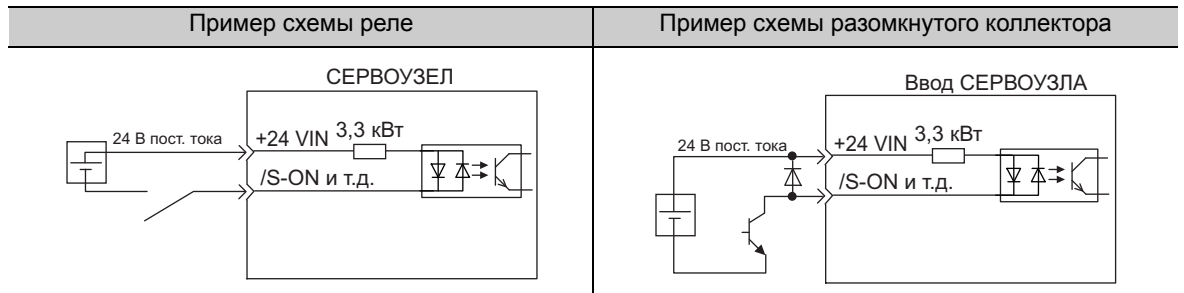 Пример схемы реле
Пример схемы разомкнутого коллектора
СЕРВОУЗЕЛ
24 В пост. тока
+24 VIN
3,3 кВт
/S-ON и т.д.
Ввод СЕРВОУЗЛА
24 В пост. тока
+24 VIN
3,3 кВт
/S-ON и т.д.